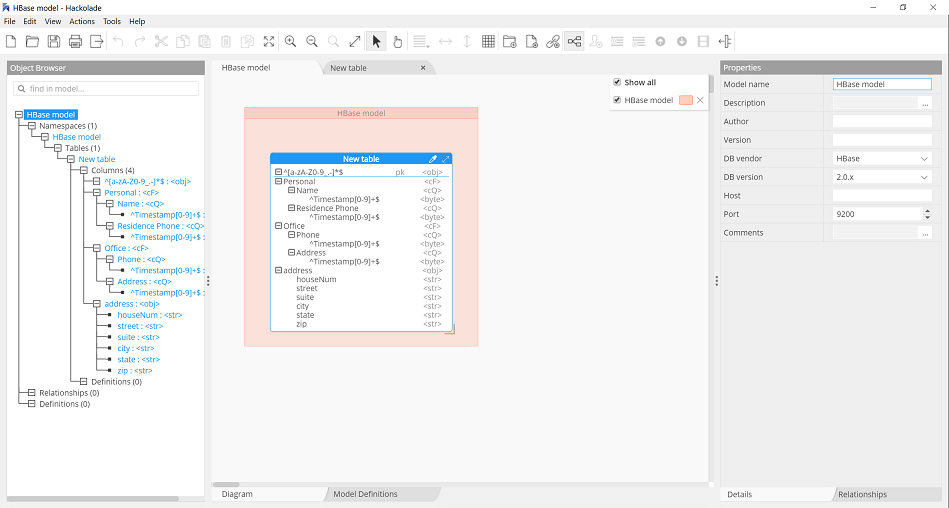 HBase model - Hackolade
File Edit View Actions Tools Help
Object Browser
find in model...
HBase model
Namespaces (1)
HBase model
Tables (1)
New table
Columns (4)
^[a-zA-Z0-9_.-]*$ : <obj>
Personal : <cF>
Name : <cQ>
^Timestamp[0-9]+$ :
Residence Phone : <cQ>
^Timestamp[0-9]+$ :
Office : <cF>
Phone : <cQ>
^Timestamp[0-9]+$ :
Address : <cQ>
^Timestamp[0-9]+$ :
address : <obj>
houseNum : <str>
street : <str>
suite : <str>
city : <str>
state : <str>
zip : <str>
Definitions (0)
Relationships (0)
Definitions (0)
HBase model New table ×
Show all
HBase model
HBase model
New table
^[a-zA-Z0-9_.-]*$ pk <obj>
Personal <cF>
Name <cQ>
^Timestamp[0-9]+$ <byte>
Residence Phone <cQ>
^Timestamp[0-9]+$ <byte>
Office <cF>
Phone <cQ>
^Timestamp[0-9]+$ <byte>
Address <cQ>
^Timestamp[0-9]+$ <byte>
address <obj>
houseNum <str>
street <str>
suite <str>
city <str>
state <str>
zip <str>
Diagram Model Definitions
Properties
Model name HBase model
Description ...
Author
Version
DB vendor HBase
DB version 2.0.x
Host
Port 9200
Comments ...
Details Relationships